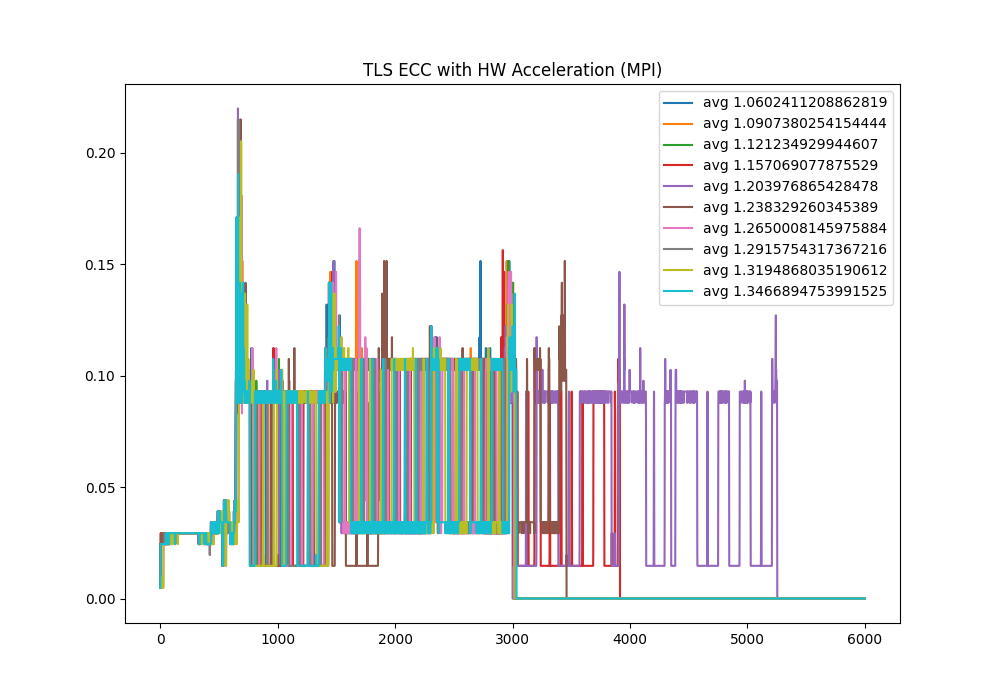 TLS ECC with HW Acceleration (MPI)
avg 1.0602411208862819
avg 1.0907380254154444
avg 1.121234929944607
avg 1.157069077875529
avg 1.203976865428478
avg 1.238329260345389
avg 1.2650008145975884
avg 1.2915754317367216
avg 1.3194868035190612
avg 1.3466894753991525
0.20
0.15
0.10
0.05
0.00
0 1000 2000 3000 4000 5000 6000